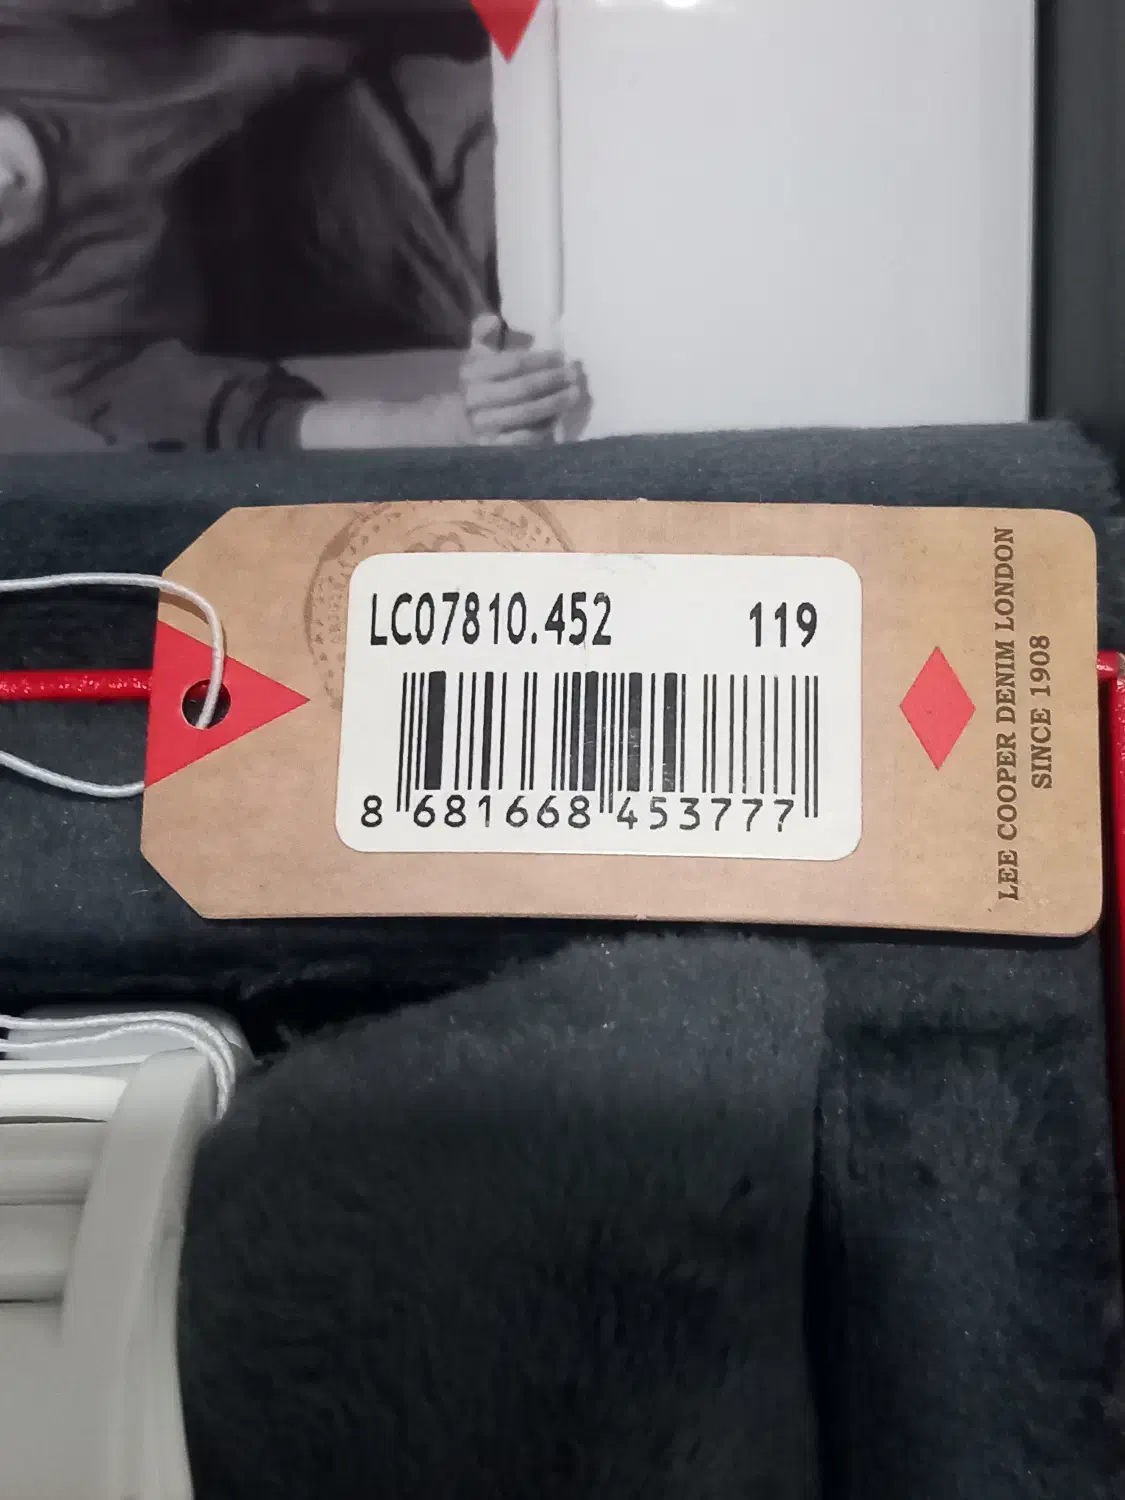 LC07810.452 119
8 681668 453777
LEE COOPER DENIM LONDON
SINCE 1908